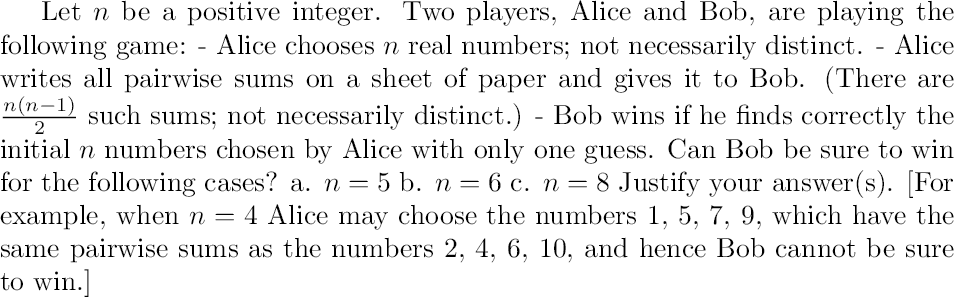 Let n be a positive integer. Two players, Alice and Bob, are playing the
following game: - Alice chooses n real numbers; not necessarily distinct. - Alice
writes all pairwise sums on a sheet of paper and gives it to Bob. (There are
\frac{n(n-1)}{2} such sums; not necessarily distinct.) - Bob wins if he finds correctly the
initial n numbers chosen by Alice with only one guess. Can Bob be sure to win
for the following cases? a. n = 5 b. n = 6 c. n = 8 Justify your answer(s). [For
example, when n = 4 Alice may choose the numbers 1, 5, 7, 9, which have the
same pairwise sums as the numbers 2, 4, 6, 10, and hence Bob cannot be sure
to win.]